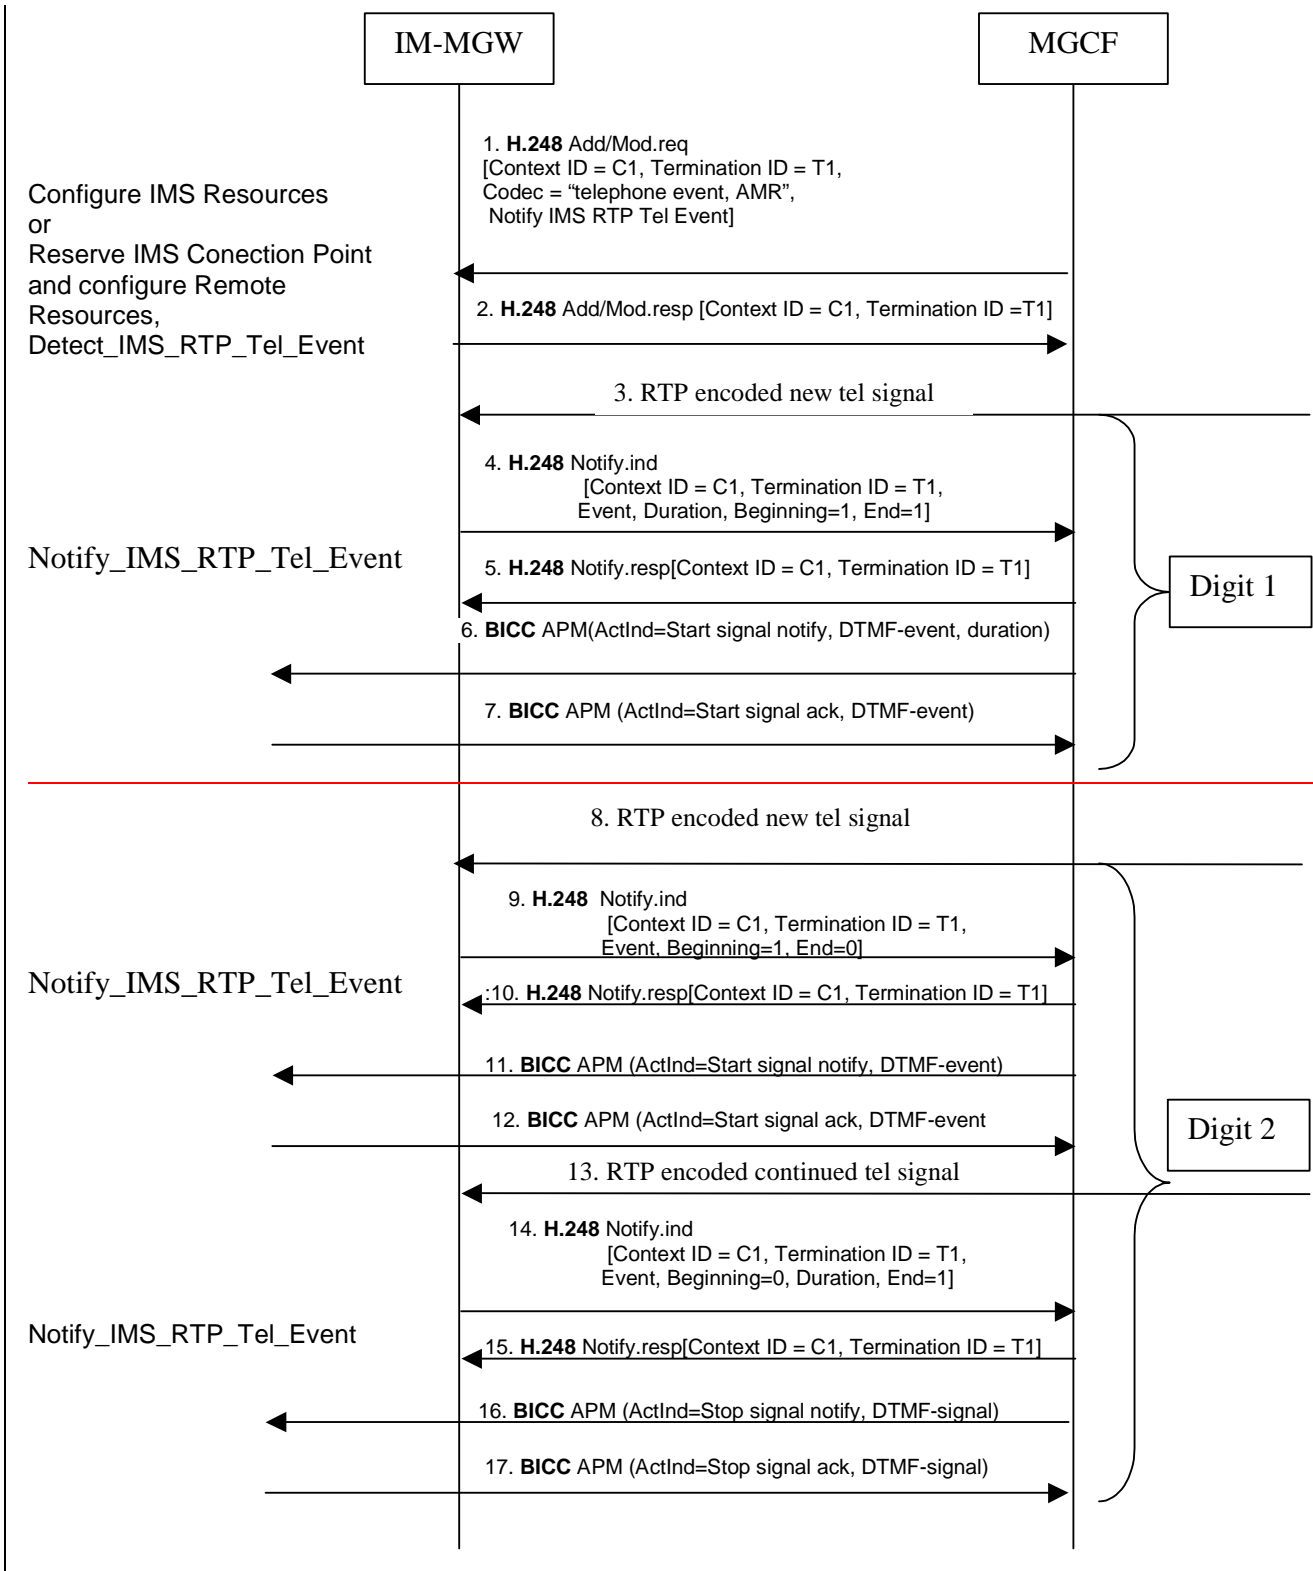 IM-MGW
MGCF
1. H.248 Add/Mod.req
[Context ID = C1, Termination ID = T1,
Codec = “telephone event, AMR”,
Notify IMS RTP Tel Event]
Configure IMS Resources
or
Reserve IMS Conection Point
and configure Remote
Resources,
Detect_IMS_RTP_Tel_Event
2. H.248 Add/Mod.resp [Context ID = C1, Termination ID =T1]
3. RTP encoded new tel signal
4. H.248 Notify.ind
[Context ID = C1, Termination ID = T1,
Event, Duration, Beginning=1, End=1]
Notify_IMS_RTP_Tel_Event
5. H.248 Notify.resp[Context ID = C1, Termination ID = T1]
Digit 1
6. BICC APM(ActInd=Start signal notify, DTMF-event, duration)
7. BICC APM (ActInd=Start signal ack, DTMF-event)
8. RTP encoded new tel signal
9. H.248 Notify.ind
[Context ID = C1, Termination ID = T1,
Event, Beginning=1, End=0]
Notify_IMS_RTP_Tel_Event
:10. H.248 Notify.resp[Context ID = C1, Termination ID = T1]
11. BICC APM (ActInd=Start signal notify, DTMF-event)
12. BICC APM (ActInd=Start signal ack, DTMF-event
Digit 2
13. RTP encoded continued tel signal
14. H.248 Notify.ind
[Context ID = C1, Termination ID = T1,
Event, Beginning=0, Duration, End=1]
Notify_IMS_RTP_Tel_Event
15. H.248 Notify.resp[Context ID = C1, Termination ID = T1]
16. BICC APM (ActInd=Stop signal notify, DTMF-signal)
17. BICC APM (ActInd=Stop signal ack, DTMF-signal)